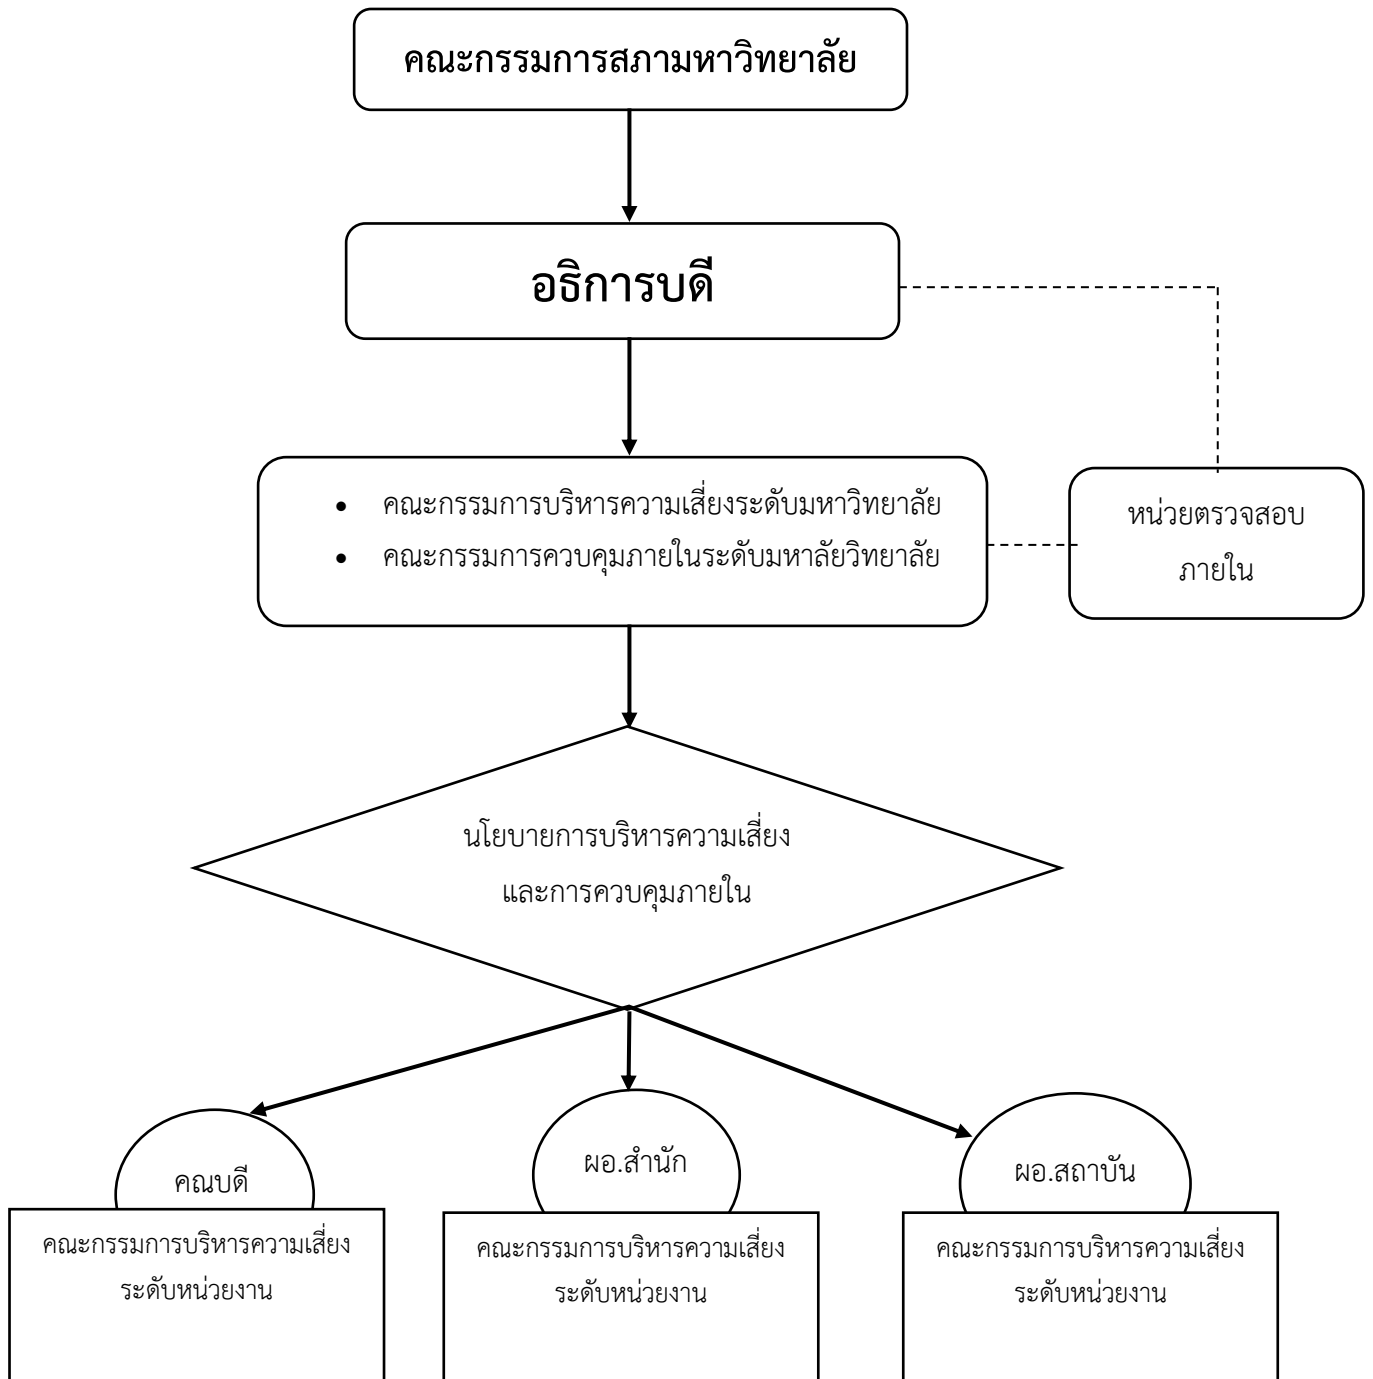 คณะกรรมการสภามหาวิทยาลัย
อธิการบดี
• คณะกรรมการบริหารความเสี่ยงระดับมหาวิทยาลัย
• คณะกรรมการควบคุมภายในระดับมหาลัยวิทยาลัย
หน่วยตรวจสอบ
ภายใน
นโยบายการบริหารความเสี่ยง
และการควบคุมภายใน
คณบดี
คณะกรรมการบริหารความเสี่ยง
ระดับหน่วยงาน
ผอ.สำนัก
คณะกรรมการบริหารความเสี่ยง
ระดับหน่วยงาน
ผอ.สถาบัน
คณะกรรมการบริหารความเสี่ยง
ระดับหน่วยงาน